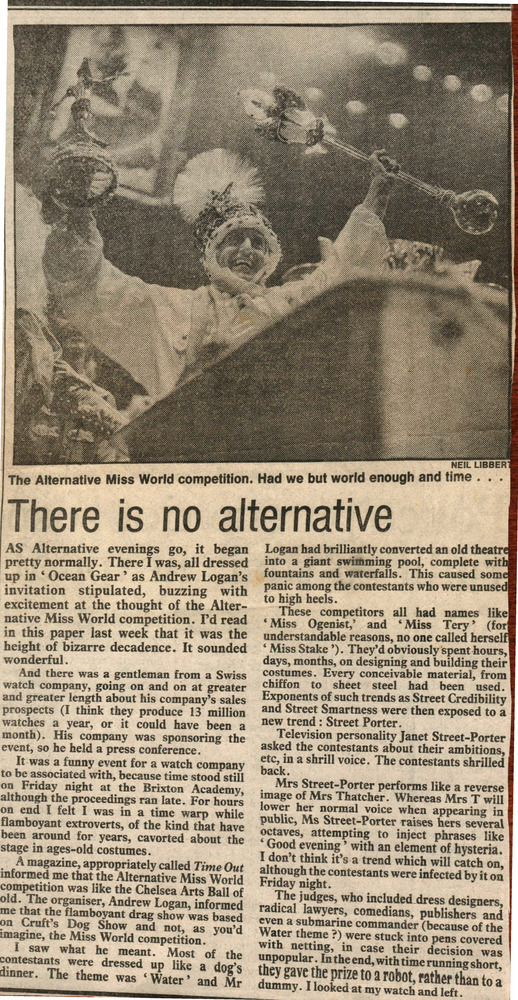 NEIL LIBBERT
The Alternative Miss World competition. Had we but world enough and time . . .
There is no alternative
AS Alternative evenings go, it began
pretty normally. There I was, all dressed
up in ‘ Ocean Gear ’ as Andrew Logan’s
invitation stipulated, buzzing with
excitement at the thought of the Alter-
native Miss World competition. I’d read
in this paper last week that it was the
height of bizarre decadence. It sounded
wonderful.
And there was a gentleman from a Swiss
watch company, going on and on at greater
and greater length about his company’s sales
prospects (I think they produce 13 million
watches a year, or it could have been a
month). His company was sponsoring the
event, so he held a press conference.
It was a funny event for a watch company
to be associated with, because time stood still
on Friday night at the Brixton Academy,
although the proceedings ran late. For hours
on end I felt I was in a time warp while
flamboyant extroverts, of the kind that have
been around for years, cavorted about the
stage in ages-old costumes.
A magazine, appropriately called Time Out
informed me that the Alternative Miss World
competition was like the Chelsea Arts Ball of
old. The organiser, Andrew Logan, informed
me that the flamboyant drag show was based
on Cruft’s Dog Show and not, as you’d
imagine, the Miss World competition.
I saw what he meant. Most of the
contestants were dressed up like a dog’s
dinner. The theme was ‘ Water ’ and Mr
Logan had brilliantly converted an old theatre
into a giant swimming pool, complete with
fountains and waterfalls. This caused some
panic among the contestants who were unused
to high heels.
These competitors all had names like
‘ Miss Ogenist,’ and ‘Miss Tery ’ (for
understandable reasons, no one called herself
‘ Miss Stake ’). They’d obviously spent hours,
days, months, on designing and building their
costumes. Every conceivable material, from
chiffon to sheet steel had been used.
Exponents of such trends as Street Credibility
and Street Smartness were then exposed to a
new trend : Street Porter.
Television personality Janet Street-Porter
asked the contestants about their ambitions,
etc, in a shrill voice. The contestants shrilled
back.
Mrs Street-Porter performs like a reverse
image of Mrs Thatcher. Whereas Mrs T will
lower her normal voice when appearing in
public, Ms Street-Porter raises hers several
octaves, attempting to inject phrases like
‘ Good evening ’ with an element of hysteria.
I don’t think it’s a trend which will catch on,
although the contestants were infected by it on
Friday night.
The judges, who included dress designers,
radical lawyers, comedians, publishers and
even a submarine commander (because of the
Water theme ?) were stuck into pens covered
with netting, in case their decision was
unpopular. In the end, with time running short,
they gave the prize to a robot, rather than to a
dummy. I looked at my watch and left.